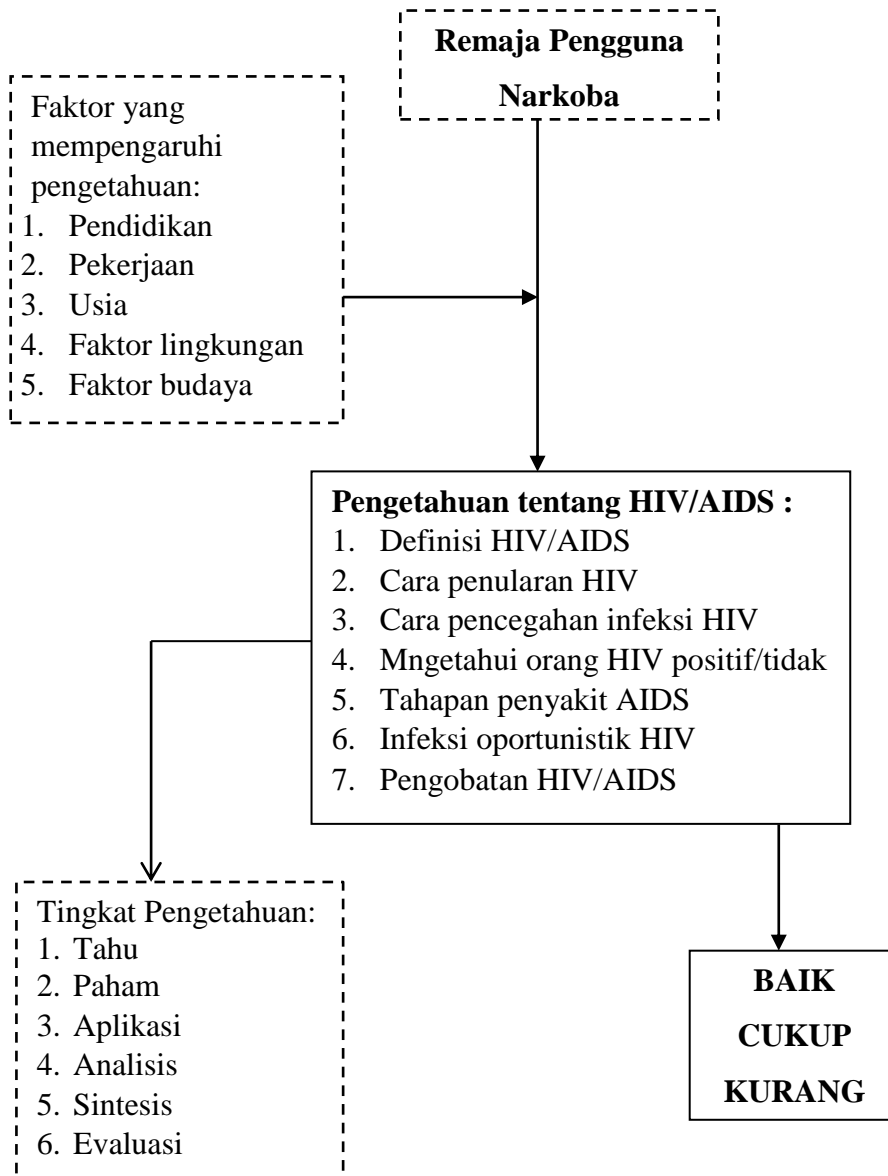 Remaja Pengguna
Narkoba
Faktor yang
mempengaruhi
pengetahuan:
1. Pendidikan
2. Pekerjaan
3. Usia
4. Faktor lingkungan
5. Faktor budaya
Pengetahuan tentang HIV/AIDS :
1. Definisi HIV/AIDS
2. Cara penularan HIV
3. Cara pencegahan infeksi HIV
4. Mngetahui orang HIV positif/tidak
5. Tahapan penyakit AIDS
6. Infeksi oportunistik HIV
7. Pengobatan HIV/AIDS
Tingkat Pengetahuan:
1. Tahu
2. Paham
3. Aplikasi
4. Analisis
5. Sintesis
6. Evaluasi
BAIK
CUKUP
KURANG